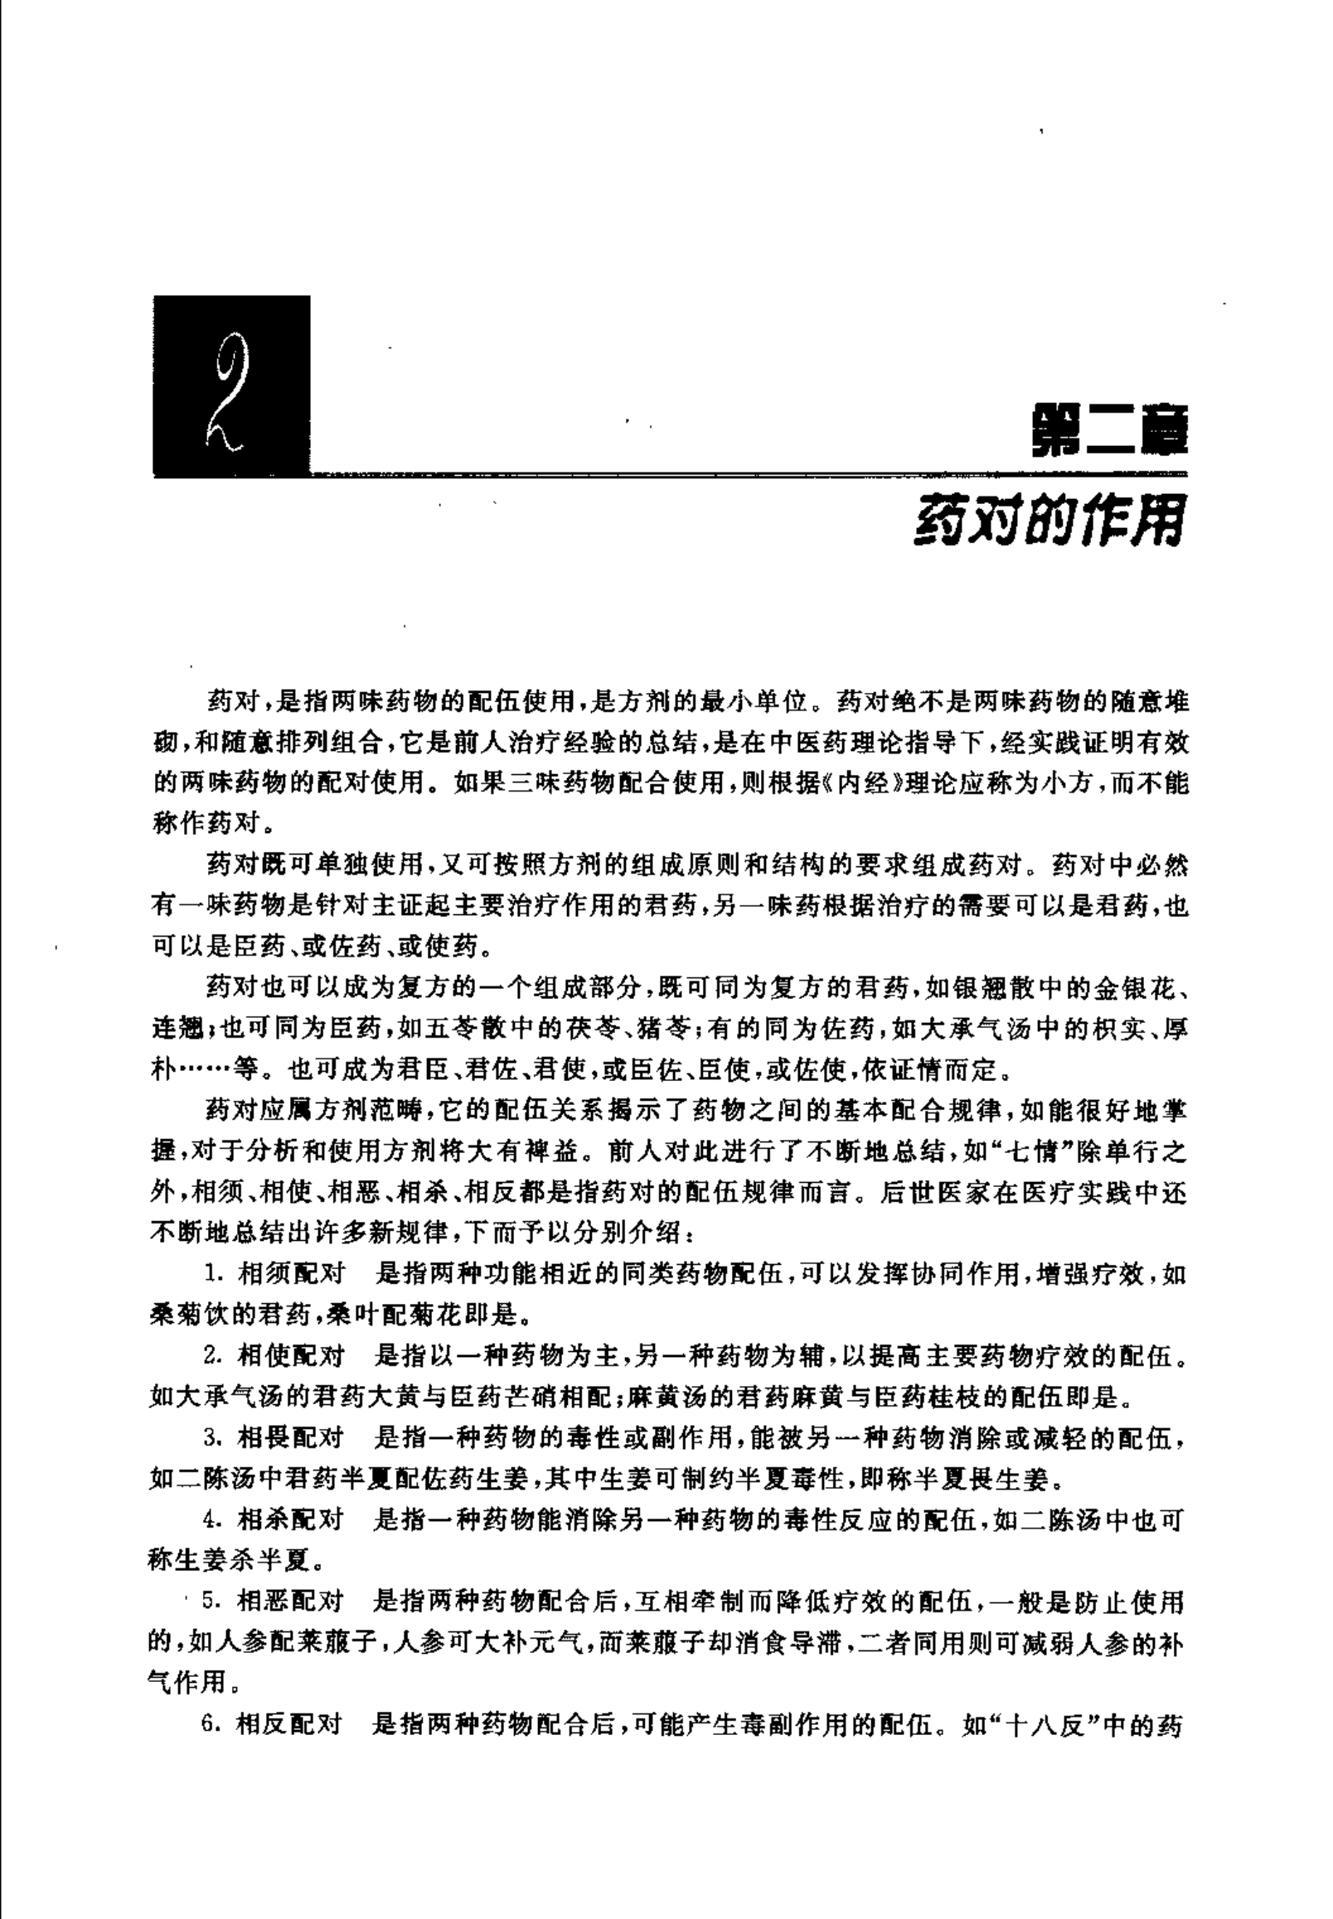 2
第二章
药对的作用
药对，是指两味药物的配伍使用，是方剂的最小单位。药对绝不是两味药物的随意堆
砌，和随意排列组合，它是前人治疗经验的总结，是在中医药理论指导下，经实践证明有效
的两味药物的配对使用。如果三味药物配合使用，则根据《内经》理论应称为小方，而不能
称作药对。
药对既可单独使用，又可按照方剂的组成原则和结构的要求组成药对。药对中必然
有一味药物是针对主证起主要治疗作用的君药，另一味药根据治疗的需要可以是君药，也
可以是臣药、或佐药、或使药。
药对也可以成为复方的一个组成部分，既可同为复方的君药，如银翘散中的金银花、
连翘；也可同为臣药，如五苓散中的茯苓、猪苓；有的同为佐药，如大承气汤中的枳实、厚
朴……等。也可成为君臣、君佐、君使，或臣佐、臣使，或佐使，依证情而定。
药对应属方剂范畴，它的配伍关系揭示了药物之间的基本配合规律，如能很好地掌
握，对于分析和使用方剂将大有裨益。前人对此进行了不断地总结，如“七情”除单行之
外，相须、相使、相恶、相杀、相反都是指药对的配伍规律而言。后世医家在医疗实践中还
不断地总结出许多新规律，下而予以分别介绍：
1. 相须配对　是指两种功能相近的同类药物配伍，可以发挥协同作用，增强疗效，如
桑菊饮的君药，桑叶配菊花即是。
2. 相使配对　是指以一种药物为主，另一种药物为辅，以提高主要药物疗效的配伍。
如大承气汤的君药大黄与臣药芒硝相配；麻黄汤的君药麻黄与臣药桂枝的配伍即是。
3. 相畏配对　是指一种药物的毒性或副作用，能被另一种药物消除或减轻的配伍，
如二陈汤中君药半夏配佐药生姜，其中生姜可制约半夏毒性，即称半夏畏生姜。
4. 相杀配对　是指一种药物能消除另一种药物的毒性反应的配伍，如二陈汤中也可
称生姜杀半夏。
5. 相恶配对　是指两种药物配合后，互相牵制而降低疗效的配伍，一般是防止使用
的，如人参配莱菔子，人参可大补元气，而莱菔子却消食导滞，二者同用则可减弱人参的补
气作用。
6. 相反配对　是指两种药物配合后，可能产生毒副作用的配伍。如“十八反”中的药